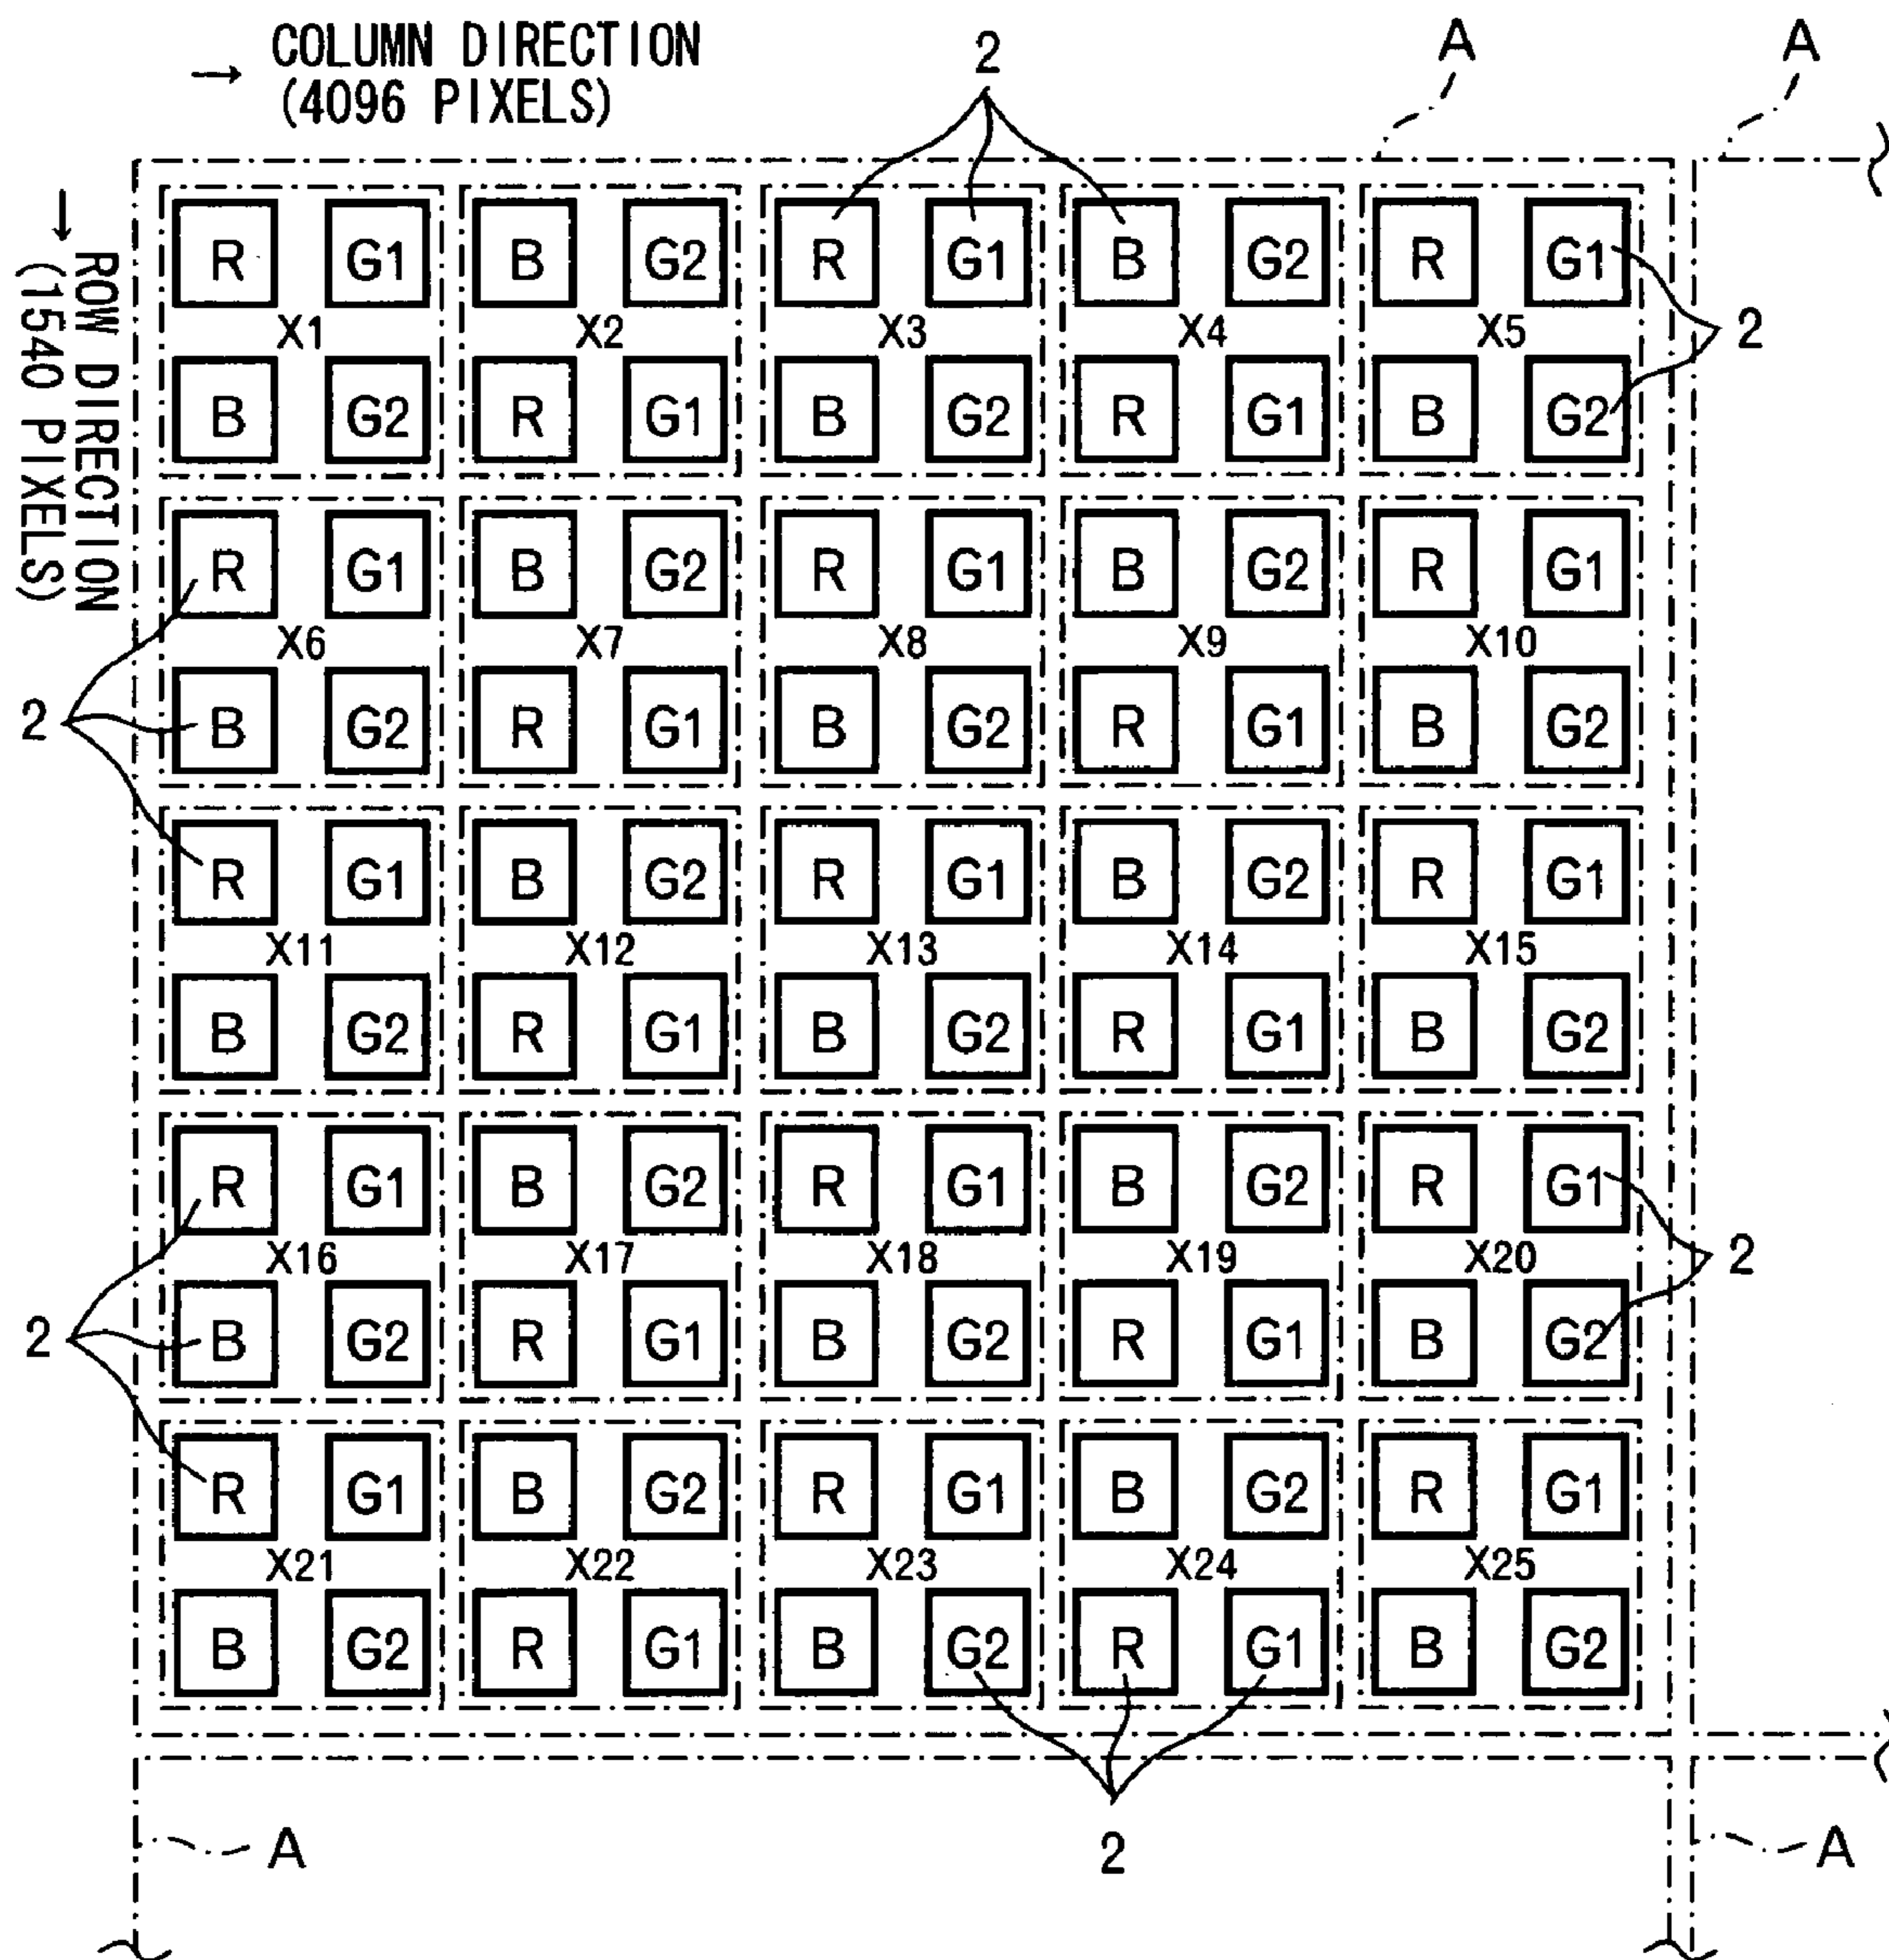 COLUMN DIRECTION
(4096 PIXELS)
2
A
A
ROW DIRECTION
(1540 PIXELS)
R G1 B G2 R G1 B G2 R G1
X1 X2 X3 X4 X5
2
B G2 R G1 B G2 R G1 B G2
R G1 B G2 R G1 B G2 R G1
X6 X7 X8 X9 X10
2
B G2 R G1 B G2 R G1 B G2
R G1 B G2 R G1 B G2 R G1
X11 X12 X13 X14 X15
B G2 R G1 B G2 R G1 B G2
R G1 B G2 R G1 B G2 R G1
X16 X17 X18 X19 X20
2
2
B G2 R G1 B G2 R G1 B G2
R G1 B G2 R G1 B G2 R G1
X21 X22 X23 X24 X25
B G2 R G1 B G2 R G1 B G2
A
2
A